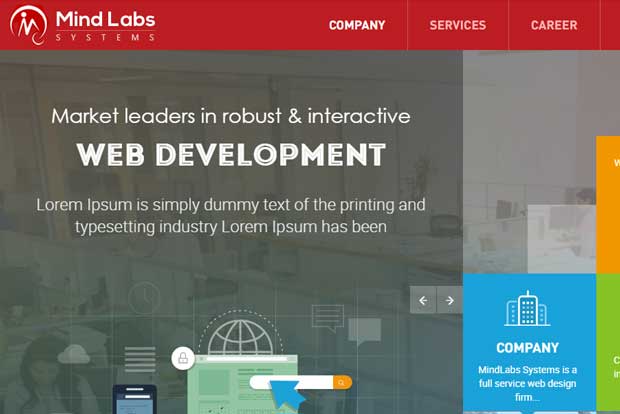 Mind Labs
SYSTEMS
COMPANY
SERVICES
CAREER
Market leaders in robust & interactive
WEB DEVELOPMENT
Lorem Ipsum is simply dummy text of the printing and
typesetting industry Lorem Ipsum has been
COMPANY
MindLabs Systems is a
full service web design
firm...